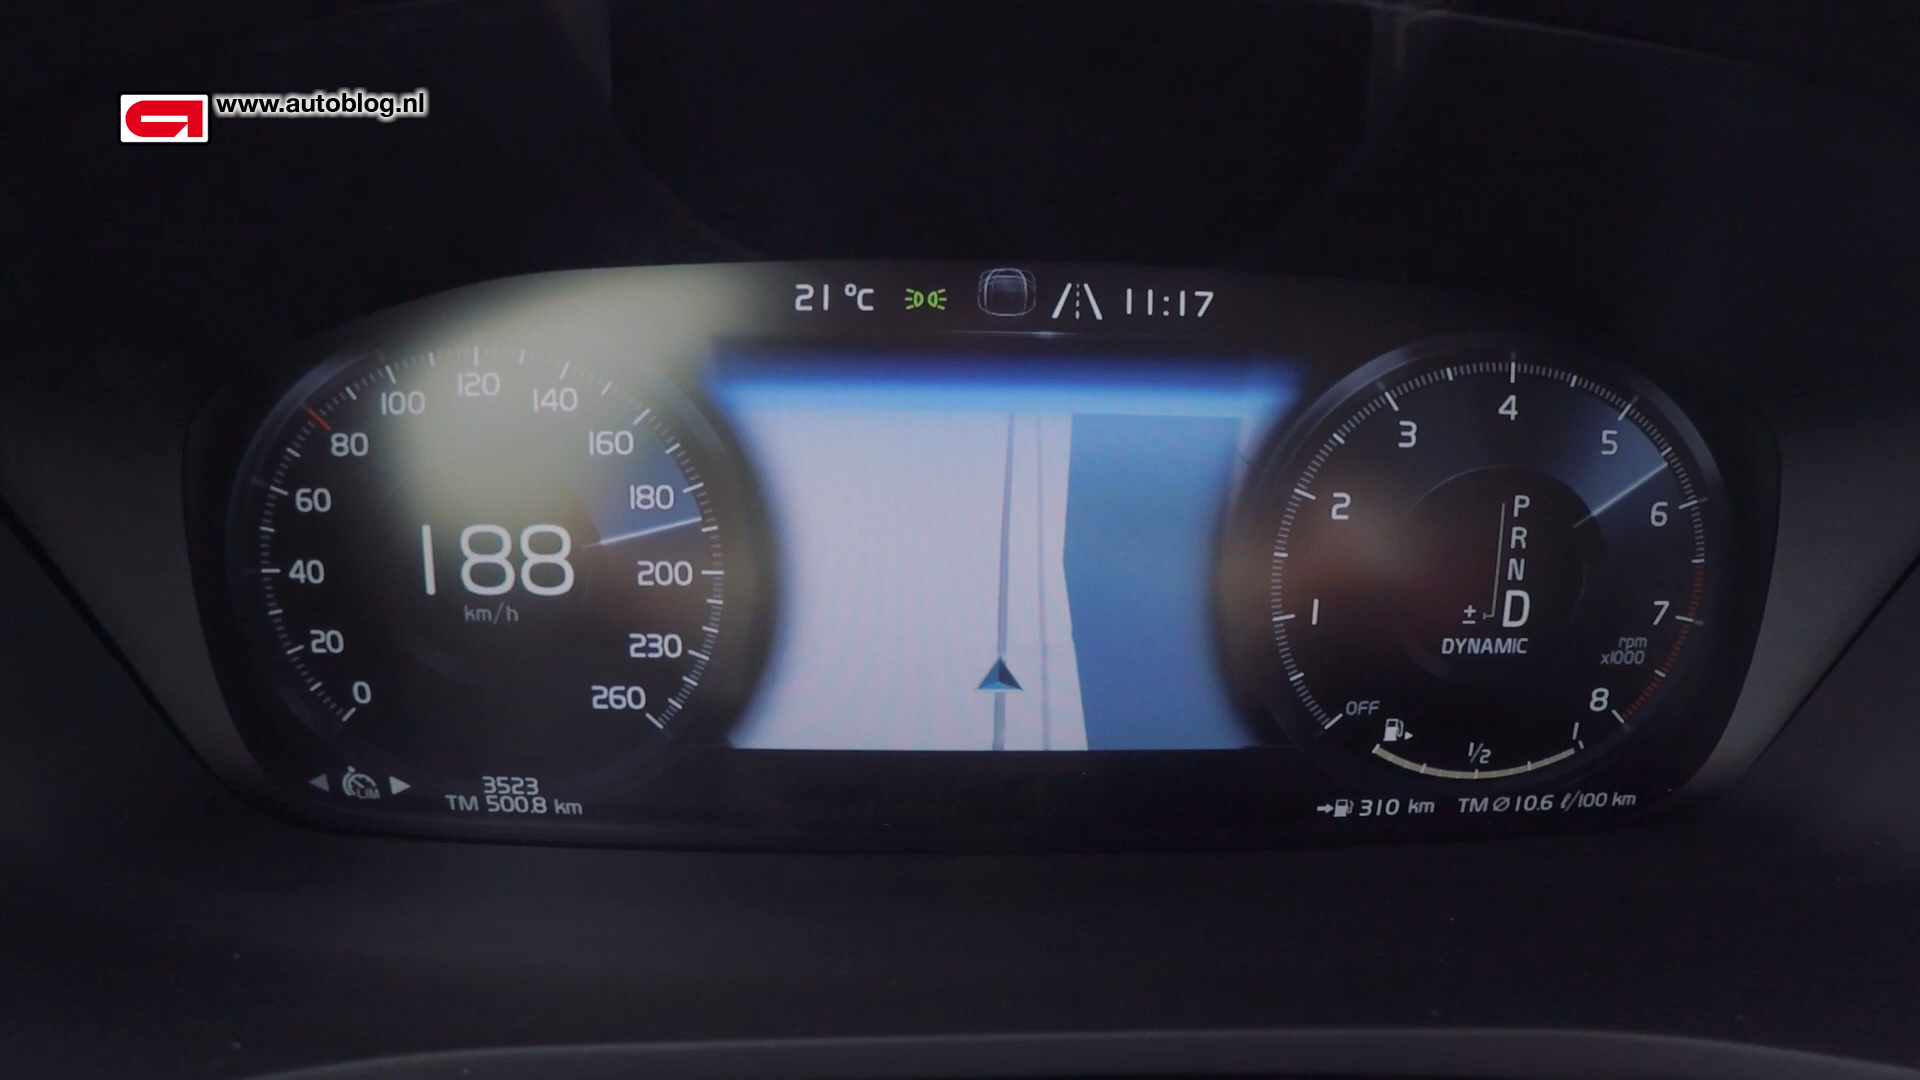 www.autoblog.nl
21 °C 11:17
0
20
40
60
80
100
120
140
160
180
200
230
260
188
km/h
3523
TM 500.8 km
LIM
1
2
3
4
5
6
7
8
rpm
x1000
P
R
N
± D
DYNAMIC
OFF
1/2
1
310 km
TM ∅ 10.6 ℓ/100 km